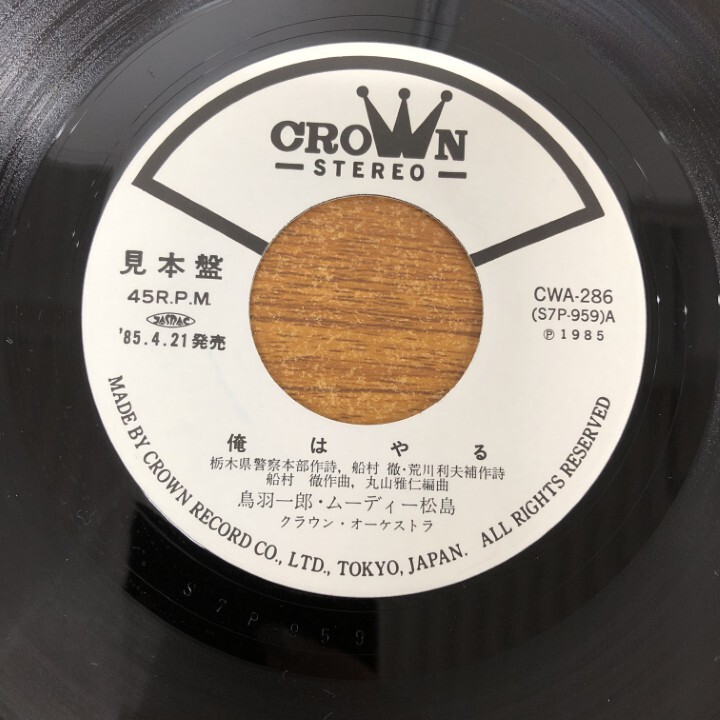 CROWN
STEREO
見本盤
45R.P.M.
JASRAC
'85.4.21発売
CWA-286
(S7P-959)A
Ⓟ1985
俺はやる
栃木県警察本部作詩, 船村 徹・荒川利夫補作詩
船村 徹作曲, 丸山雅仁編曲
鳥羽一郎・ムーディー松島
クラウン・オーケストラ
MADE BY CROWN RECORD CO., LTD., TOKYO, JAPAN. ALL RIGHTS RESERVED
S7P959